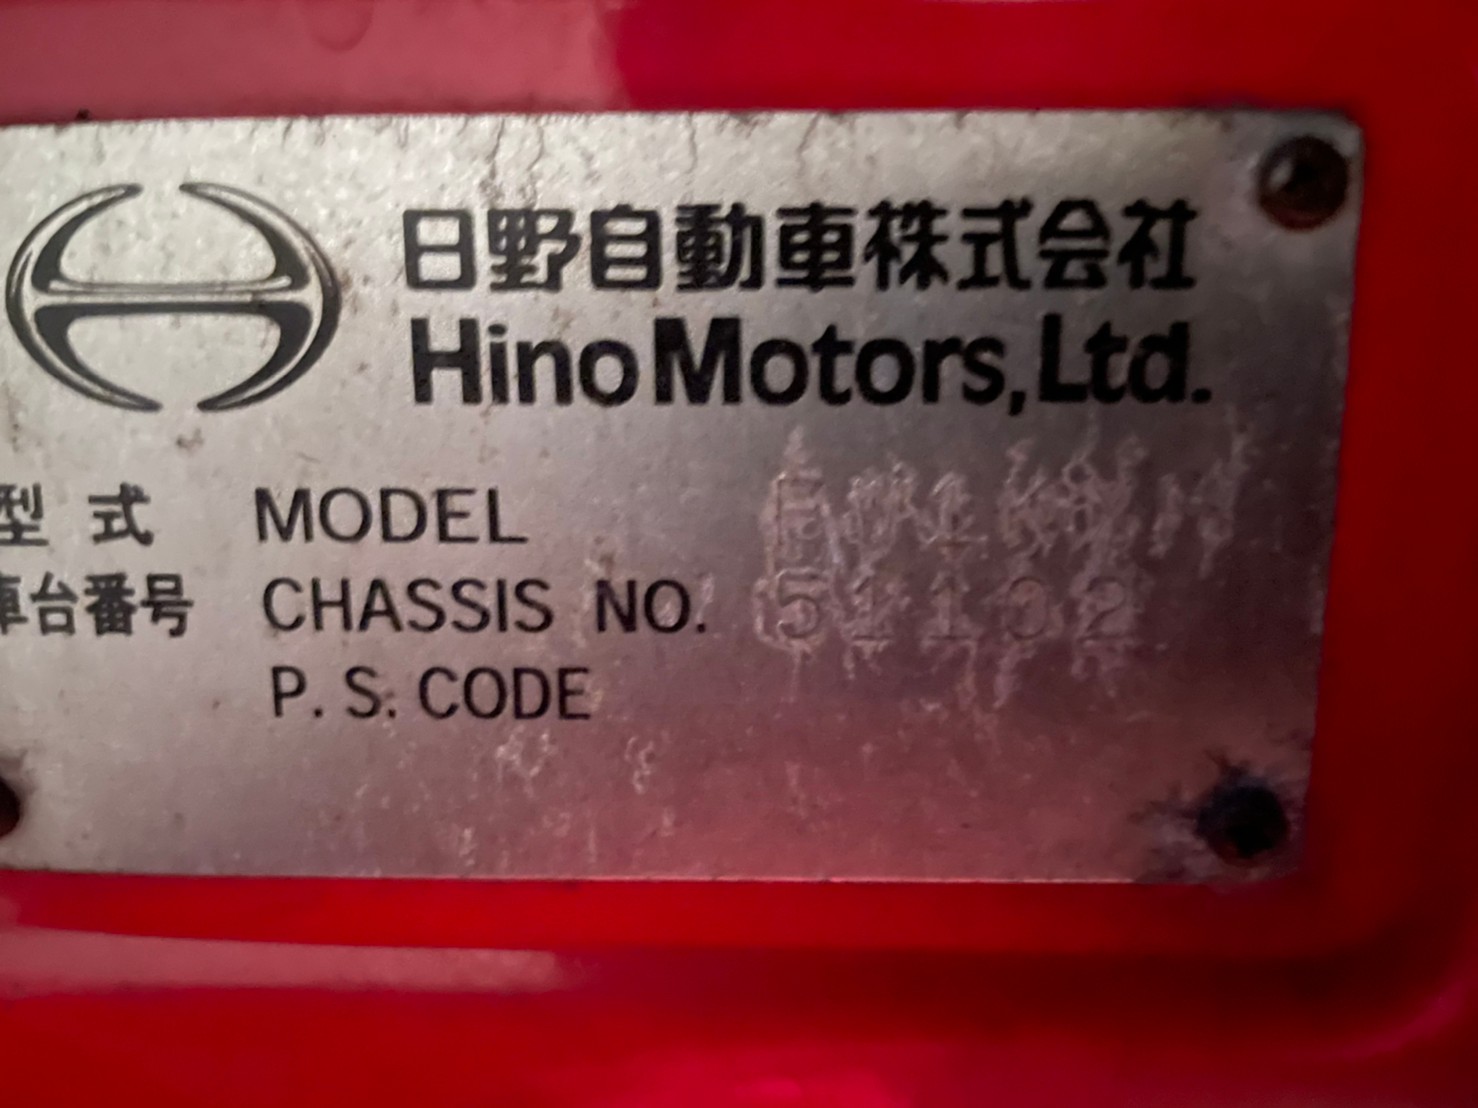 日野自動車株式会社
Hino Motors, Ltd.
型式 MODEL
車台番号 CHASSIS NO. 51102
P. S. CODE